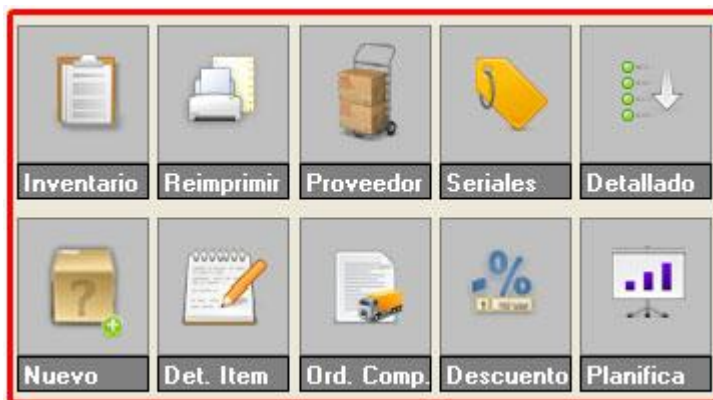 Inventario
Reimprimir
Proveedor
Seriales
Detallado
Nuevo
Det. Item
Ord. Comp.
Descuento
Planifica